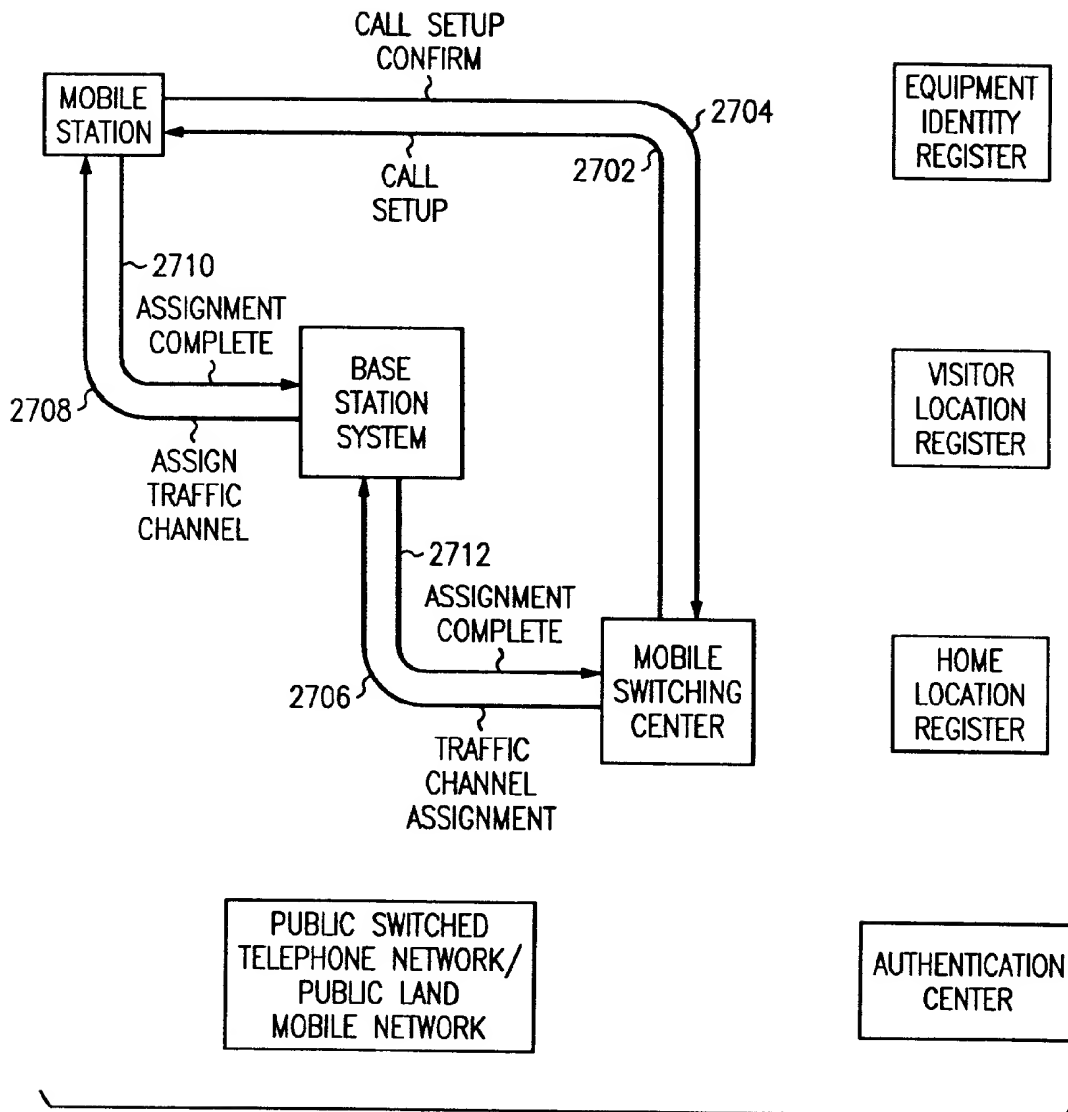 CALL SETUP
CONFIRM
MOBILE
STATION
2704
EQUIPMENT
IDENTITY
REGISTER
2702
CALL
SETUP
2710
ASSIGNMENT
COMPLETE
BASE
STATION
SYSTEM
VISITOR
LOCATION
REGISTER
2708
ASSIGN
TRAFFIC
CHANNEL
2712
ASSIGNMENT
COMPLETE
MOBILE
SWITCHING
CENTER
HOME
LOCATION
REGISTER
2706
TRAFFIC
CHANNEL
ASSIGNMENT
PUBLIC SWITCHED
TELEPHONE NETWORK/
PUBLIC LAND
MOBILE NETWORK
AUTHENTICATION
CENTER